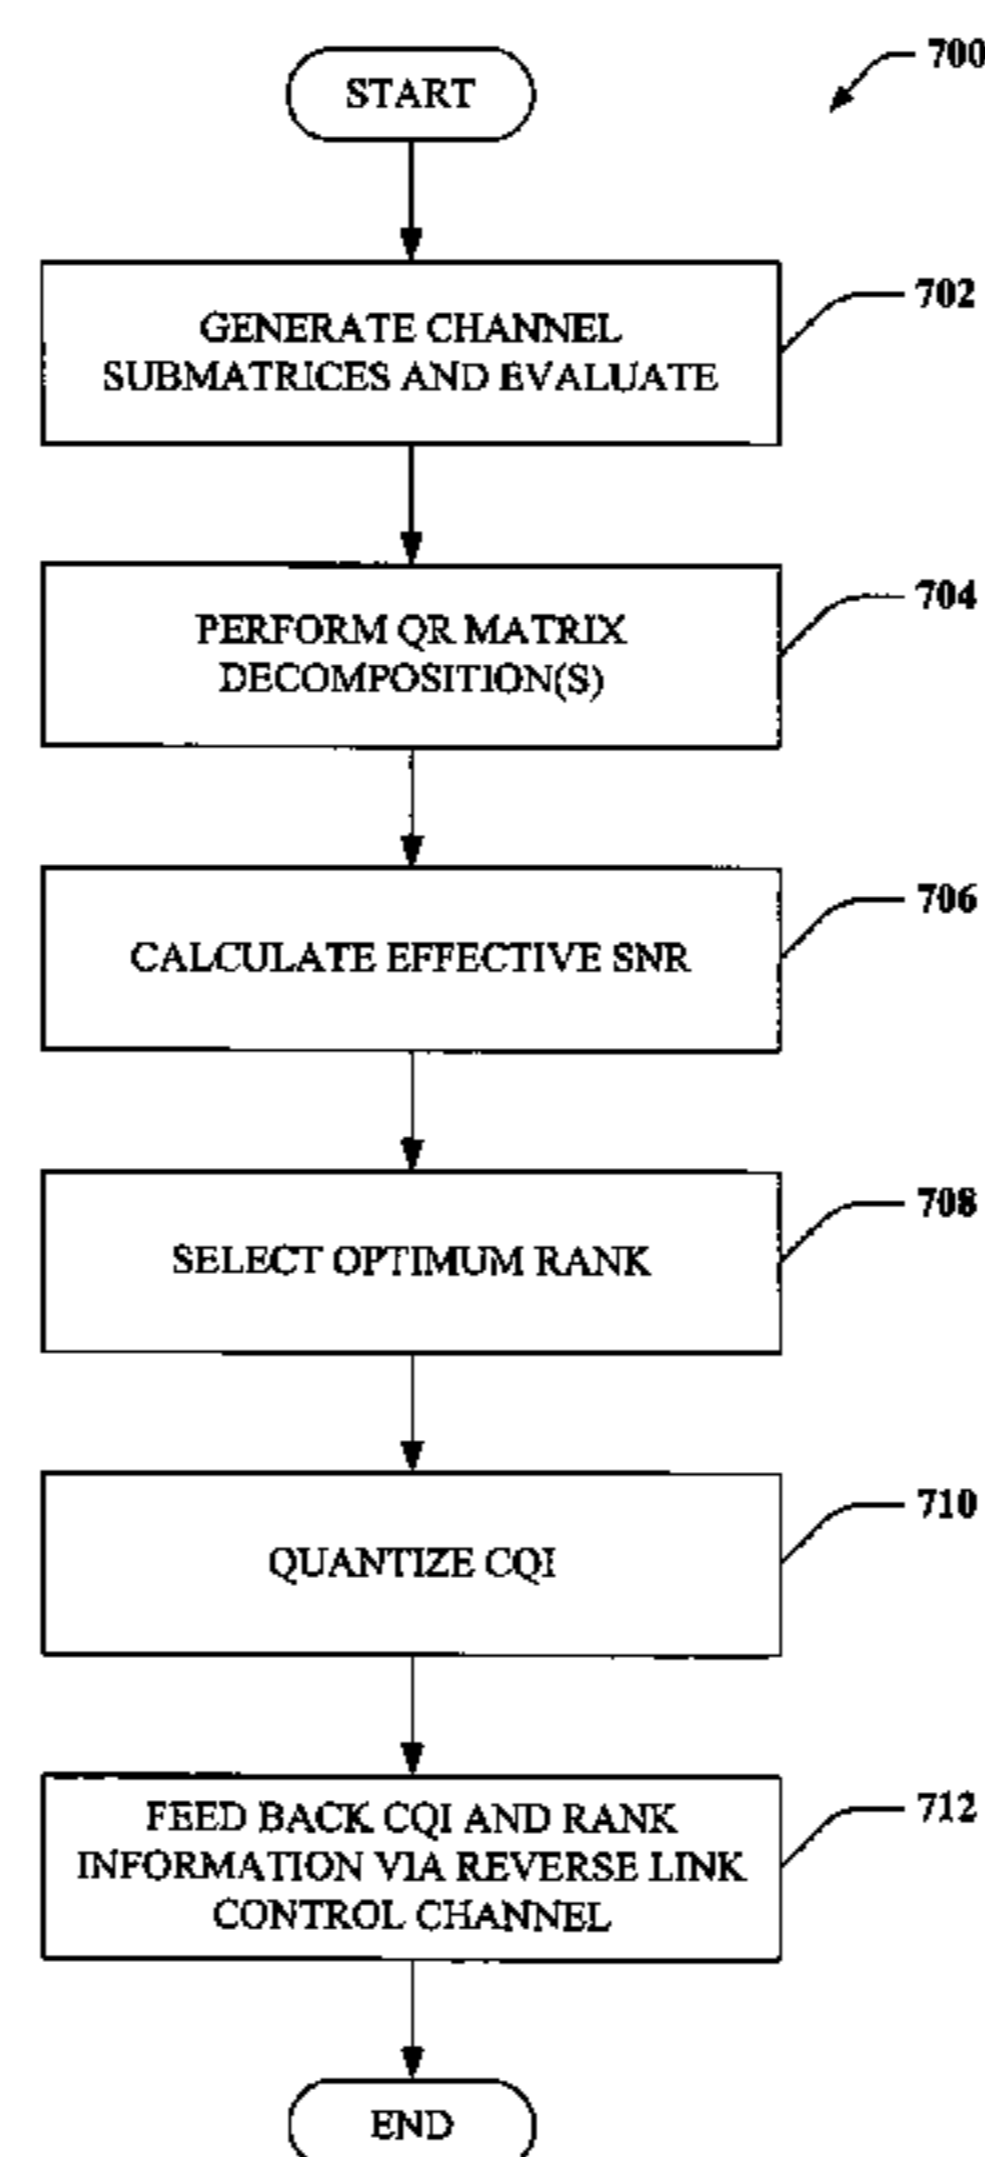 START
700
GENERATE CHANNEL
SUBMATRICES AND EVALUATE
702
PERFORM QR MATRIX
DECOMPOSITION(S)
704
CALCULATE EFFECTIVE SNR
706
SELECT OPTIMUM RANK
708
QUANTIZE CQI
710
FEED BACK CQI AND RANK
INFORMATION VIA REVERSE LINK
CONTROL CHANNEL
712
END